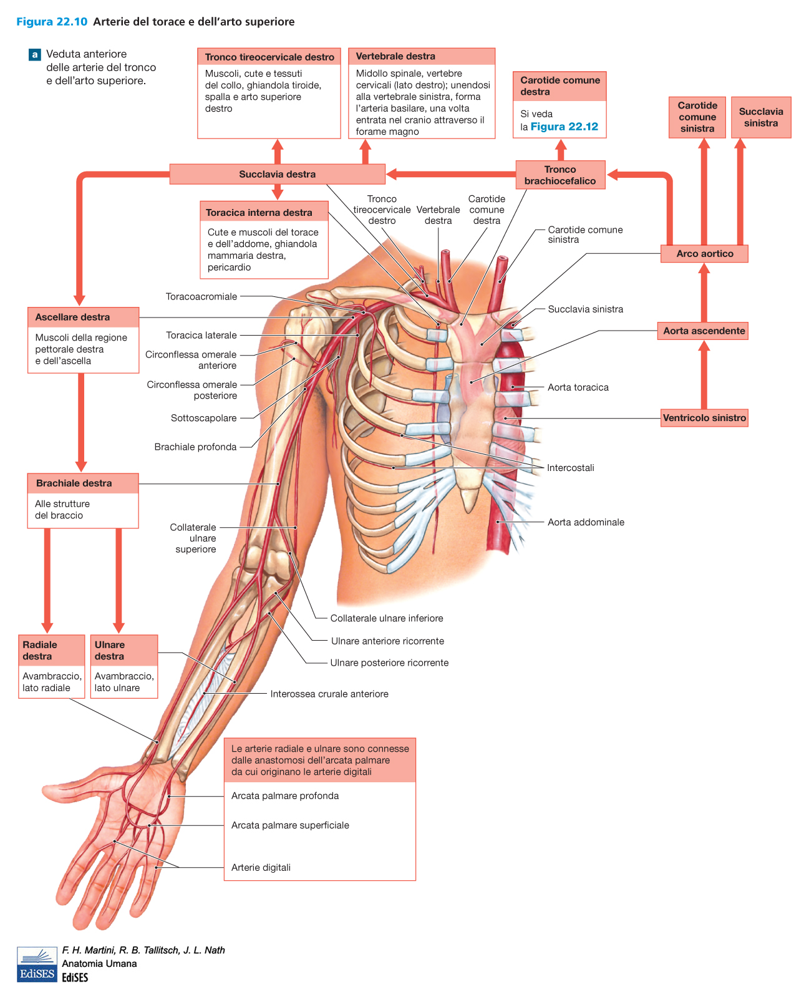 Figura 22.10 Arterie del torace e dell'arto superiore
a Veduta anteriore
delle arterie del tronco
e dell'arto superiore.
Tronco tireocervicale destro
Muscoli, cute e tessuti
del collo, ghiandola tiroide,
spalla e arto superiore
destro
Vertebrale destra
Midollo spinale, vertebre
cervicali (lato destro); unendosi
alla vertebrale sinistra, forma
l'arteria basilare, una volta
entrata nel cranio attraverso il
forame magno
Carotide comune
destra
Si veda
la Figura 22.12
Carotide
comune
sinistra
Succlavia
sinistra
Succlavia destra
Tronco
brachiocefalico
Toracica interna destra
Cute e muscoli del torace
e dell'addome, ghiandola
mammaria destra,
pericardio
Tronco
tireocervicale
destro
Vertebrale
destra
Carotide
comune
destra
Carotide comune
sinistra
Arco aortico
Toracoacromiale
Succlavia sinistra
Ascellare destra
Muscoli della regione
pettorale destra
e dell'ascella
Aorta ascendente
Toracica laterale
Circonflessa omerale
anteriore
Circonflessa omerale
posteriore
Aorta toracica
Sottoscapolare
Ventricolo sinistro
Brachiale profonda
Intercostali
Brachiale destra
Alle strutture
del braccio
Collaterale
ulnare
superiore
Aorta addominale
Collaterale ulnare inferiore
Ulnare anteriore ricorrente
Ulnare posteriore ricorrente
Radiale
destra
Avambraccio,
lato radiale
Ulnare
destra
Avambraccio,
lato ulnare
Interossea crurale anteriore
Le arterie radiale e ulnare sono connesse
dalle anastomosi dell'arcata palmare
da cui originano le arterie digitali
Arcata palmare profonda
Arcata palmare superficiale
Arterie digitali
F. H. Martini, R. B. Tallitsch, J. L. Nath
Anatomia Umana
EdiSES
EdiSES